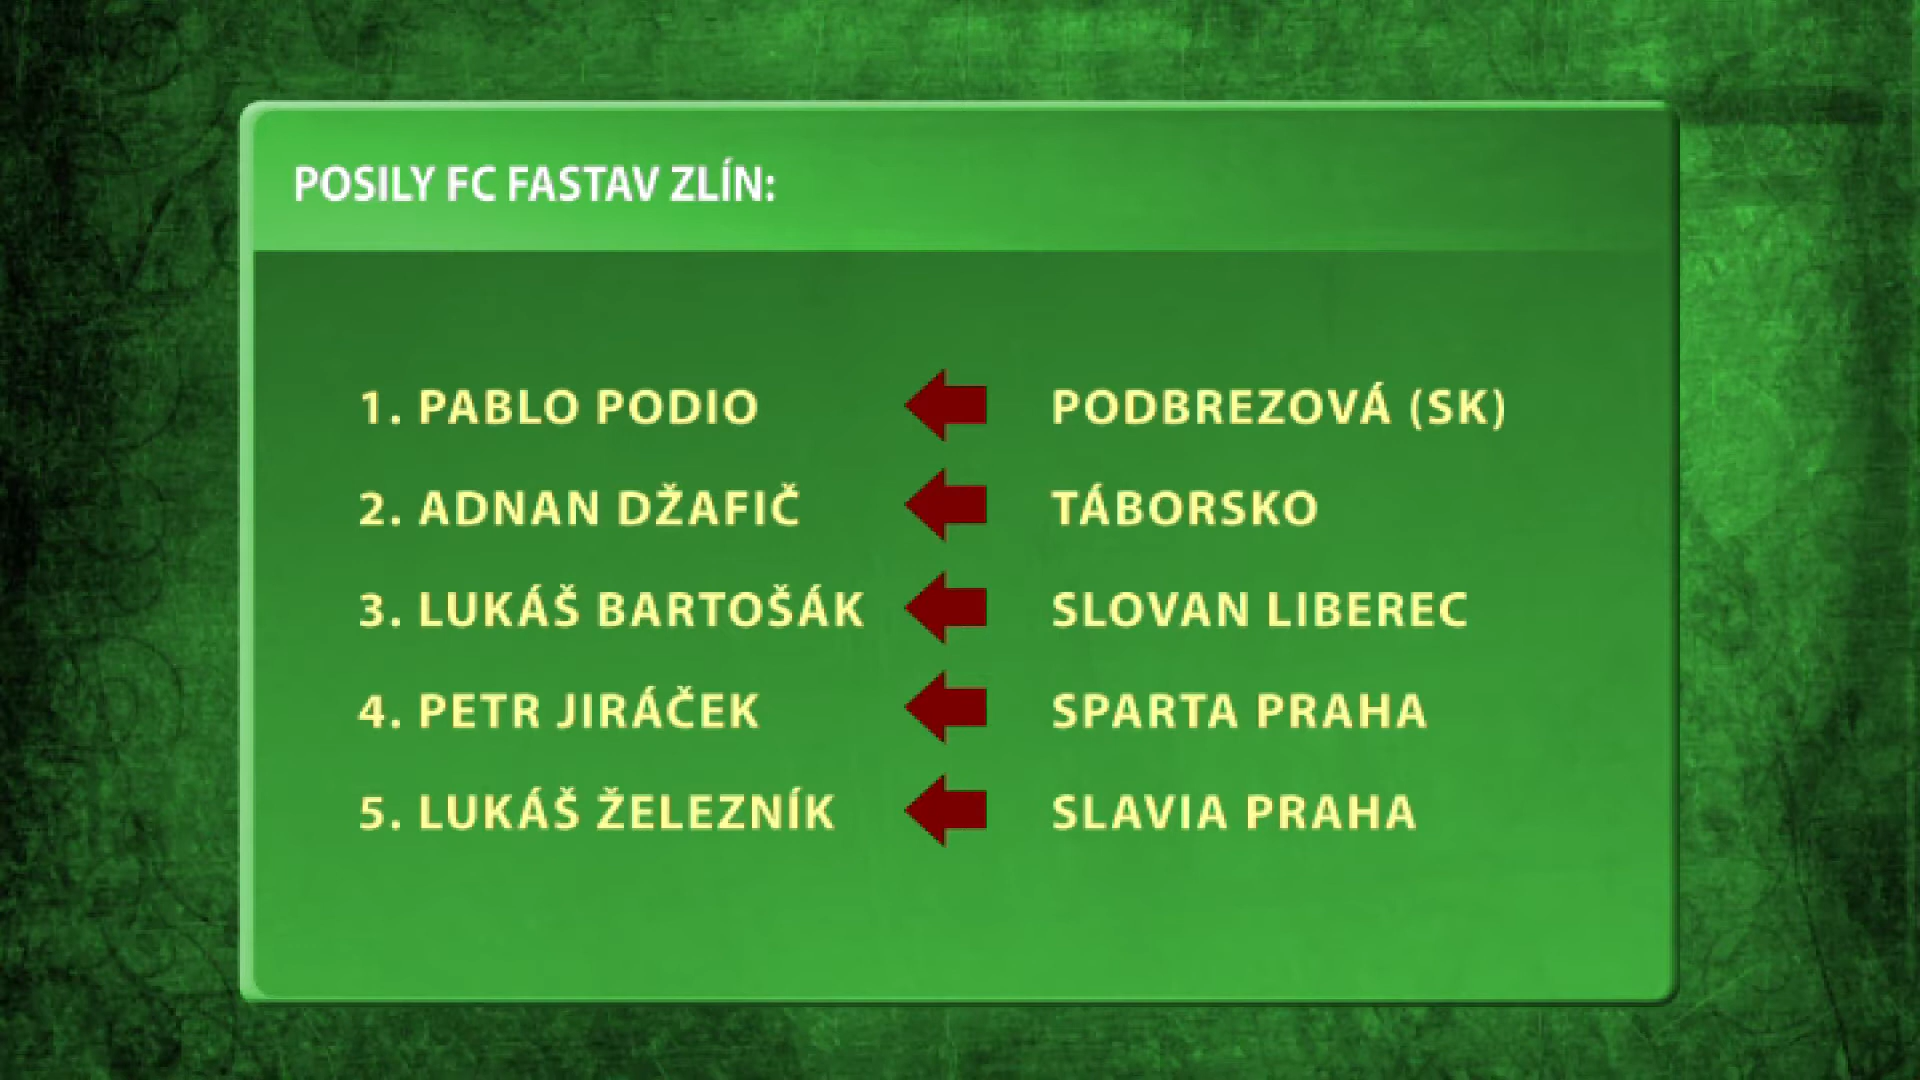 POSILY FC FASTAV ZLÍN:
1. PABLO PODIO PODBREZOVÁ (SK)
2. ADNAN DŽAFIČ TÁBORSKO
3. LUKÁŠ BARTOŠÁK SLOVAN LIBEREC
4. PETR JIRÁČEK SPARTA PRAHA
5. LUKÁŠ ŽELEZNÍK SLAVIA PRAHA